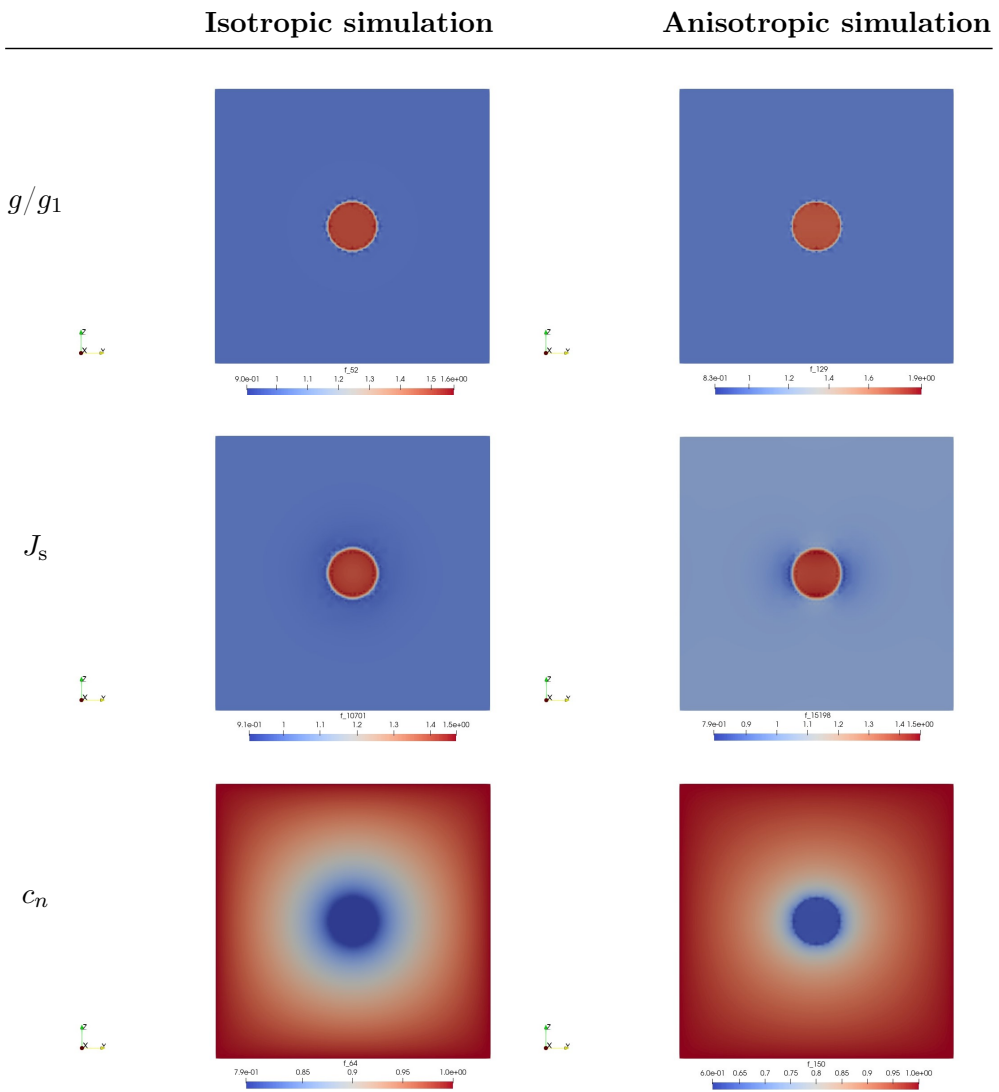 Isotropic simulation Anisotropic simulation
g/g1
Z X Y Z X Y
f_52 f_129
9.0e-01 1 1.1 1.2 1.3 1.4 1.5 1.6e+00 8.3e-01 1 1.2 1.4 1.6 1.9e+00
Js
Z X Y Z X Y
f_10701 f_15198
9.1e-01 1 1.1 1.2 1.3 1.4 1.5e+00 7.9e-01 0.9 1 1.1 1.2 1.3 1.4 1.5e+00
cn
Z X Y Z X Y
f_64 f_150
7.9e-01 0.85 0.9 0.95 1.0e+00 6.0e-01 0.65 0.7 0.75 0.8 0.85 0.9 0.95 1.0e+00